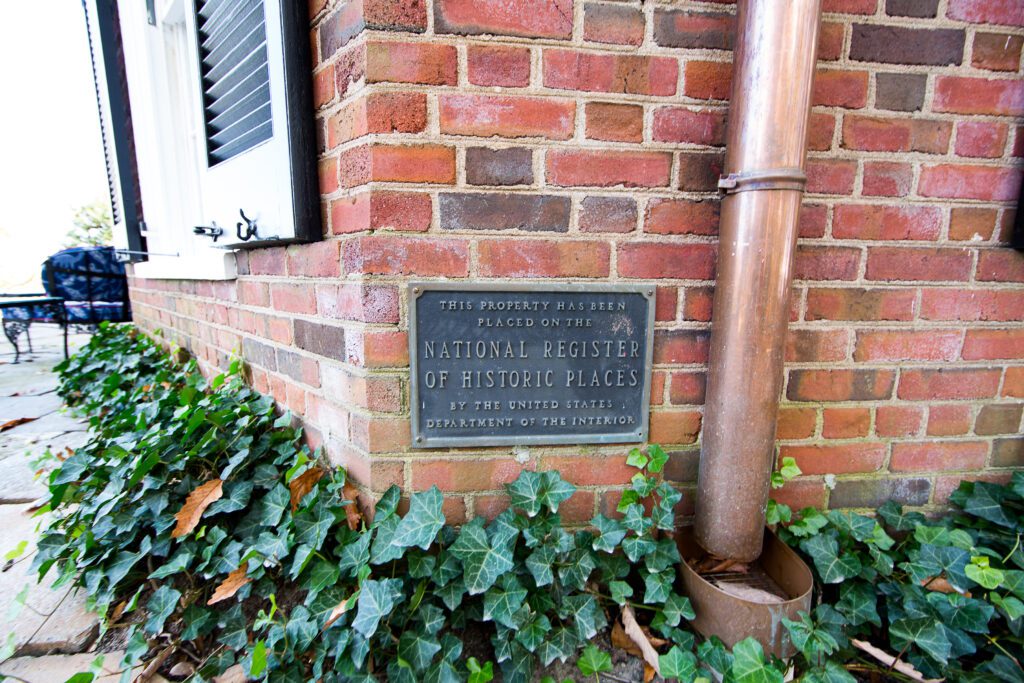 THIS PROPERTY HAS BEEN
PLACED ON THE
NATIONAL REGISTER
OF HISTORIC PLACES
BY THE UNITED STATES
DEPARTMENT OF THE INTERIOR